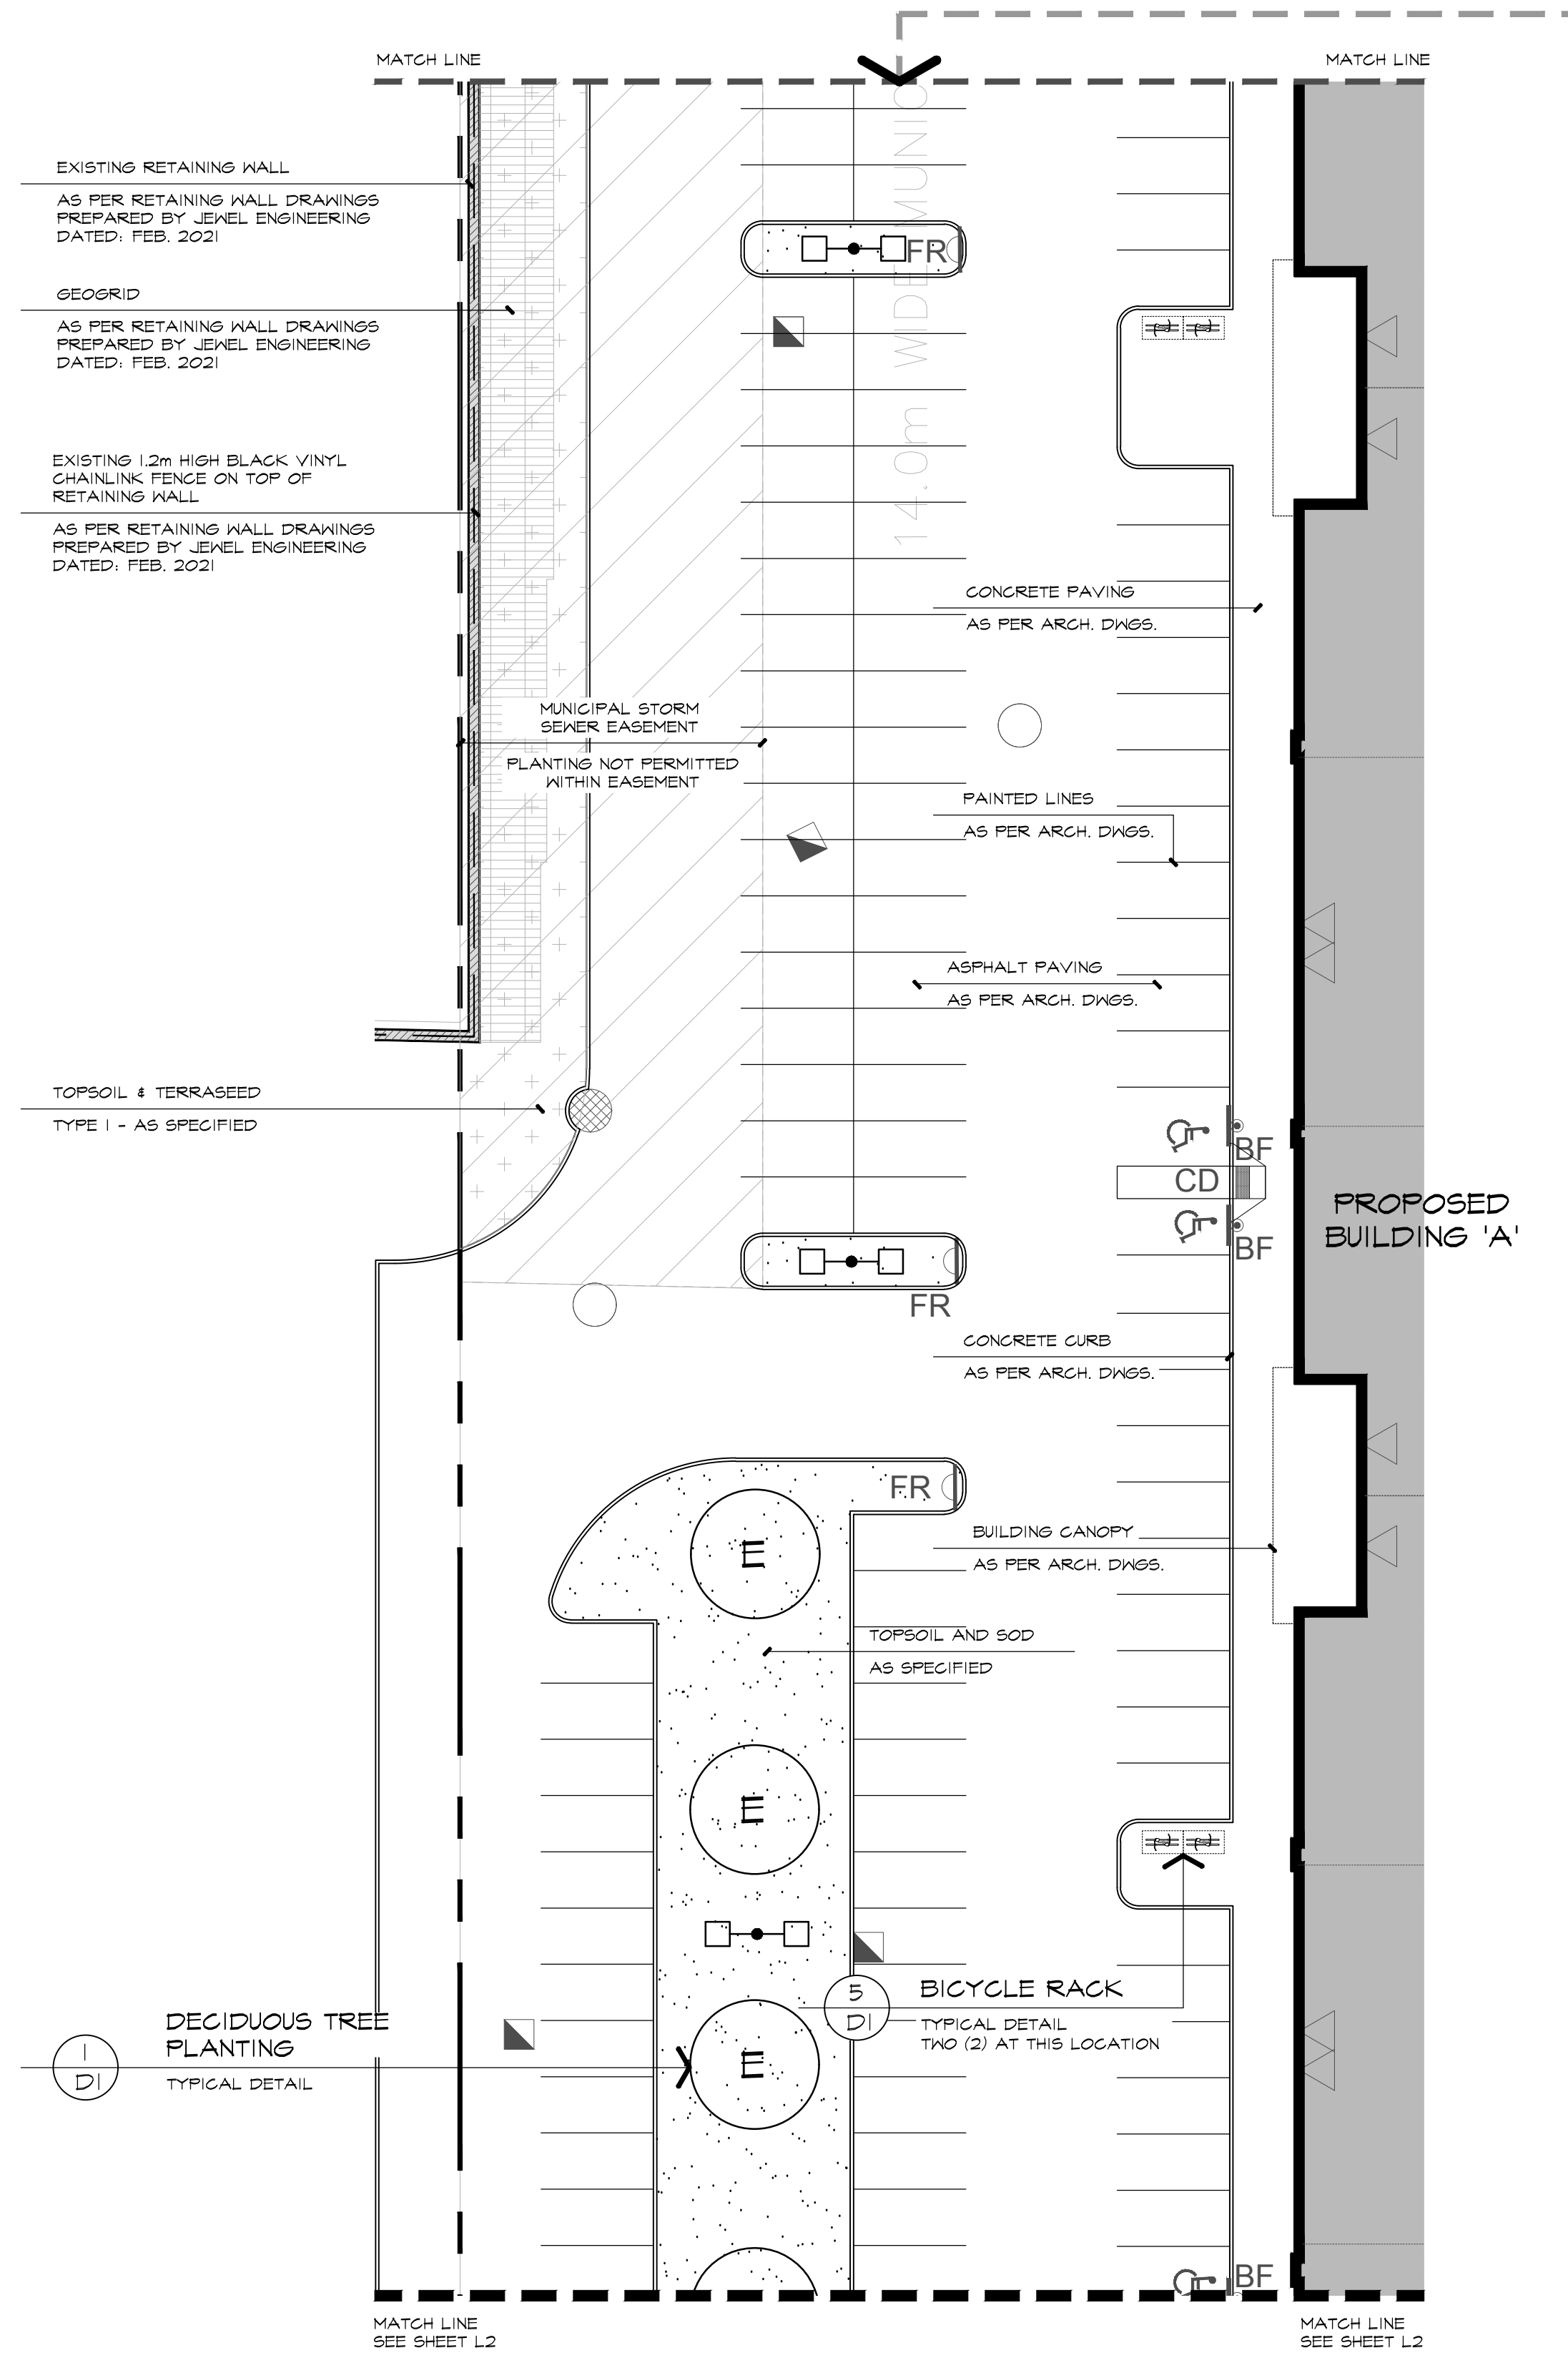 MATCH LINE
MATCH LINE
EXISTING RETAINING WALL
AS PER RETAINING WALL DRAWINGS
PREPARED BY JEWEL ENGINEERING
DATED: FEB. 2021
GEOGRID
AS PER RETAINING WALL DRAWINGS
PREPARED BY JEWEL ENGINEERING
DATED: FEB. 2021
EXISTING 1.2m HIGH BLACK VINYL
CHAINLINK FENCE ON TOP OF
RETAINING WALL
AS PER RETAINING WALL DRAWINGS
PREPARED BY JEWEL ENGINEERING
DATED: FEB. 2021
FR
14.0m WIDE
CONCRETE PAVING
AS PER ARCH. DWGS.
MUNICIPAL STORM
SEWER EASEMENT
PLANTING NOT PERMITTED
WITHIN EASEMENT
PAINTED LINES
AS PER ARCH. DWGS.
ASPHALT PAVING
AS PER ARCH. DWGS.
TOPSOIL & TERRASEED
TYPE 1 - AS SPECIFIED
BF
CD
BF
PROPOSED
BUILDING 'A'
FR
CONCRETE CURB
AS PER ARCH. DWGS.
FR
E
BUILDING CANOPY
AS PER ARCH. DWGS.
TOPSOIL AND SOD
AS SPECIFIED
E
5
D1
BICYCLE RACK
TYPICAL DETAIL
TWO (2) AT THIS LOCATION
1
D1
DECIDUOUS TREE
PLANTING
TYPICAL DETAIL
E
BF
MATCH LINE
SEE SHEET L2
MATCH LINE
SEE SHEET L2